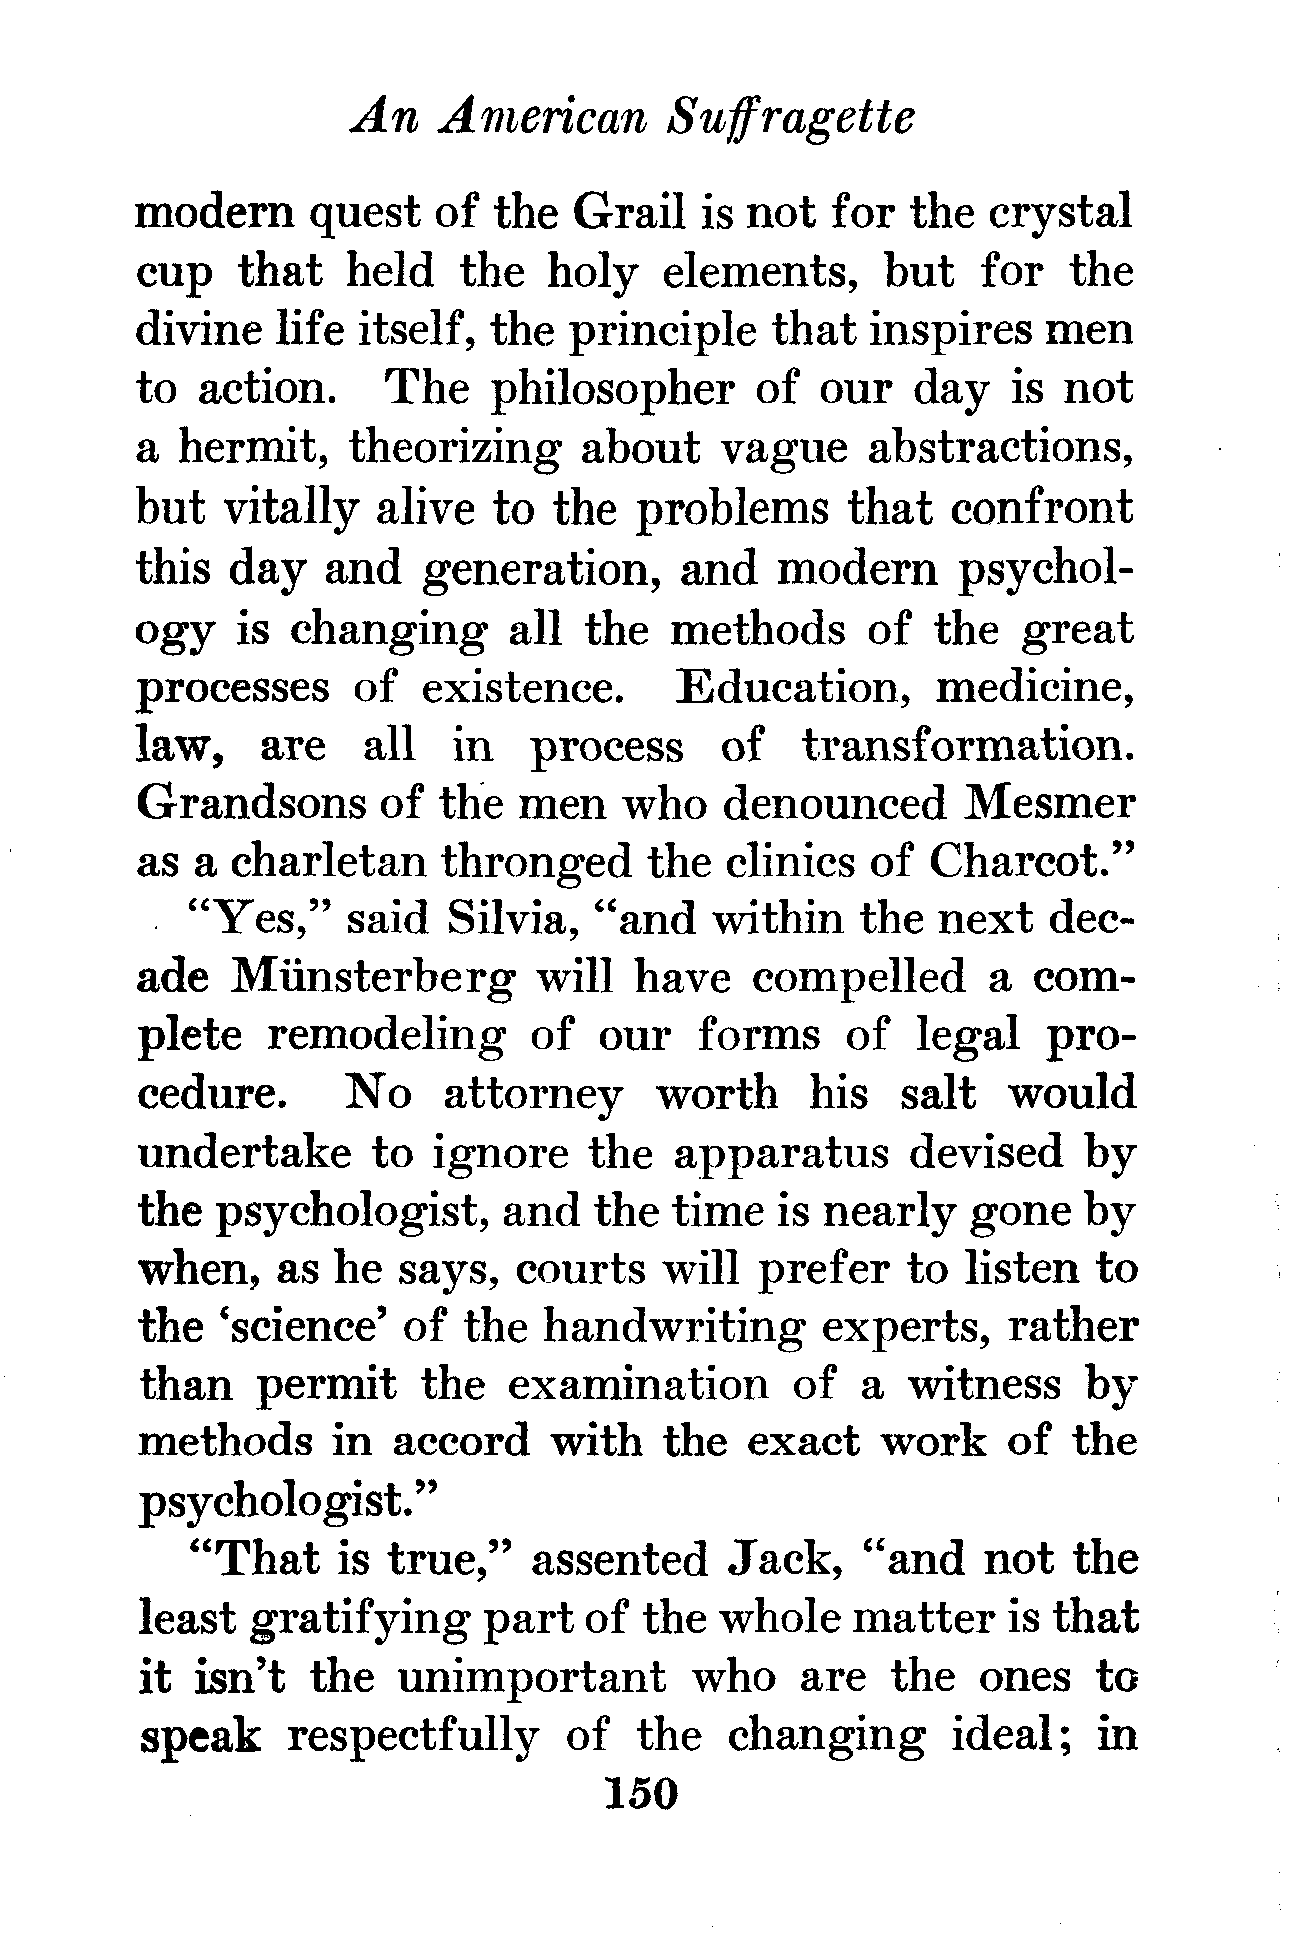 An American Suffragette
modern quest of the Grail is not for the crystal
cup that held the holy elements, but for the
divine life itself, the principle that inspires men
to action. The philosopher of our day is not
a hermit, theorizing about vague abstractions,
but vitally alive to the problems that confront
this day and generation, and modern psychol-
ogy is changing all the methods of the great
processes of existence. Education, medicine,
law, are all in process of transformation.
Grandsons of the men who denounced Mesmer
as a charletan thronged the clinics of Charcot.”
“Yes,” said Silvia, “and within the next dec-
ade Münsterberg will have compelled a com-
plete remodeling of our forms of legal pro-
cedure. No attorney worth his salt would
undertake to ignore the apparatus devised by
the psychologist, and the time is nearly gone by
when, as he says, courts will prefer to listen to
the ‘science’ of the handwriting experts, rather
than permit the examination of a witness by
methods in accord with the exact work of the
psychologist.”
“That is true,” assented Jack, “and not the
least gratifying part of the whole matter is that
it isn’t the unimportant who are the ones to
speak respectfully of the changing ideal; in
150